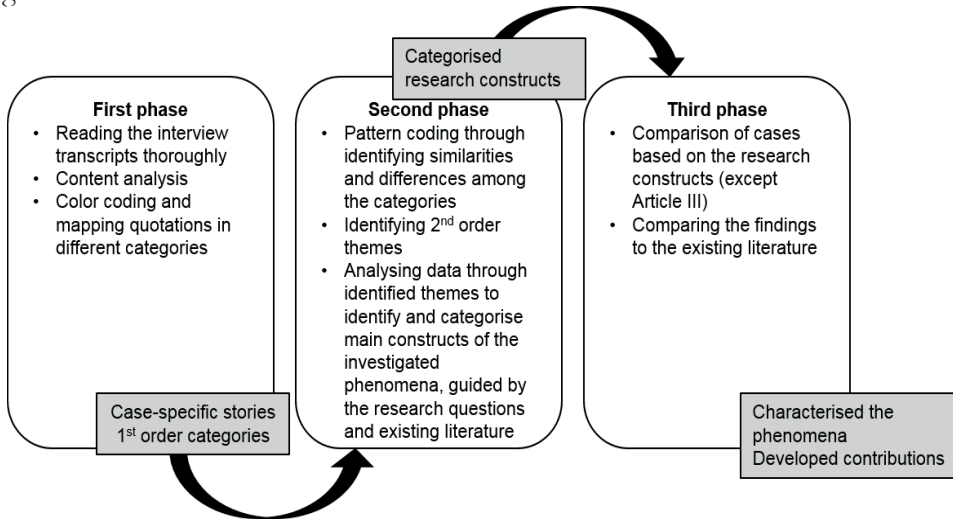 First phase
• Reading the interview
transcripts thoroughly
• Content analysis
• Color coding and
mapping quotations in
different categories
Case-specific stories
1st order categories
Categorised
research constructs
Second phase
• Pattern coding through
identifying similarities
and differences among
the categories
• Identifying 2nd order
themes
• Analysing data through
identified themes to
identify and categorise
main constructs of the
investigated
phenomena, guided by
the research questions
and existing literature
Third phase
• Comparison of cases
based on the research
constructs (except
Article III)
• Comparing the findings
to the existing literature
Characterised the
phenomena
Developed contributions